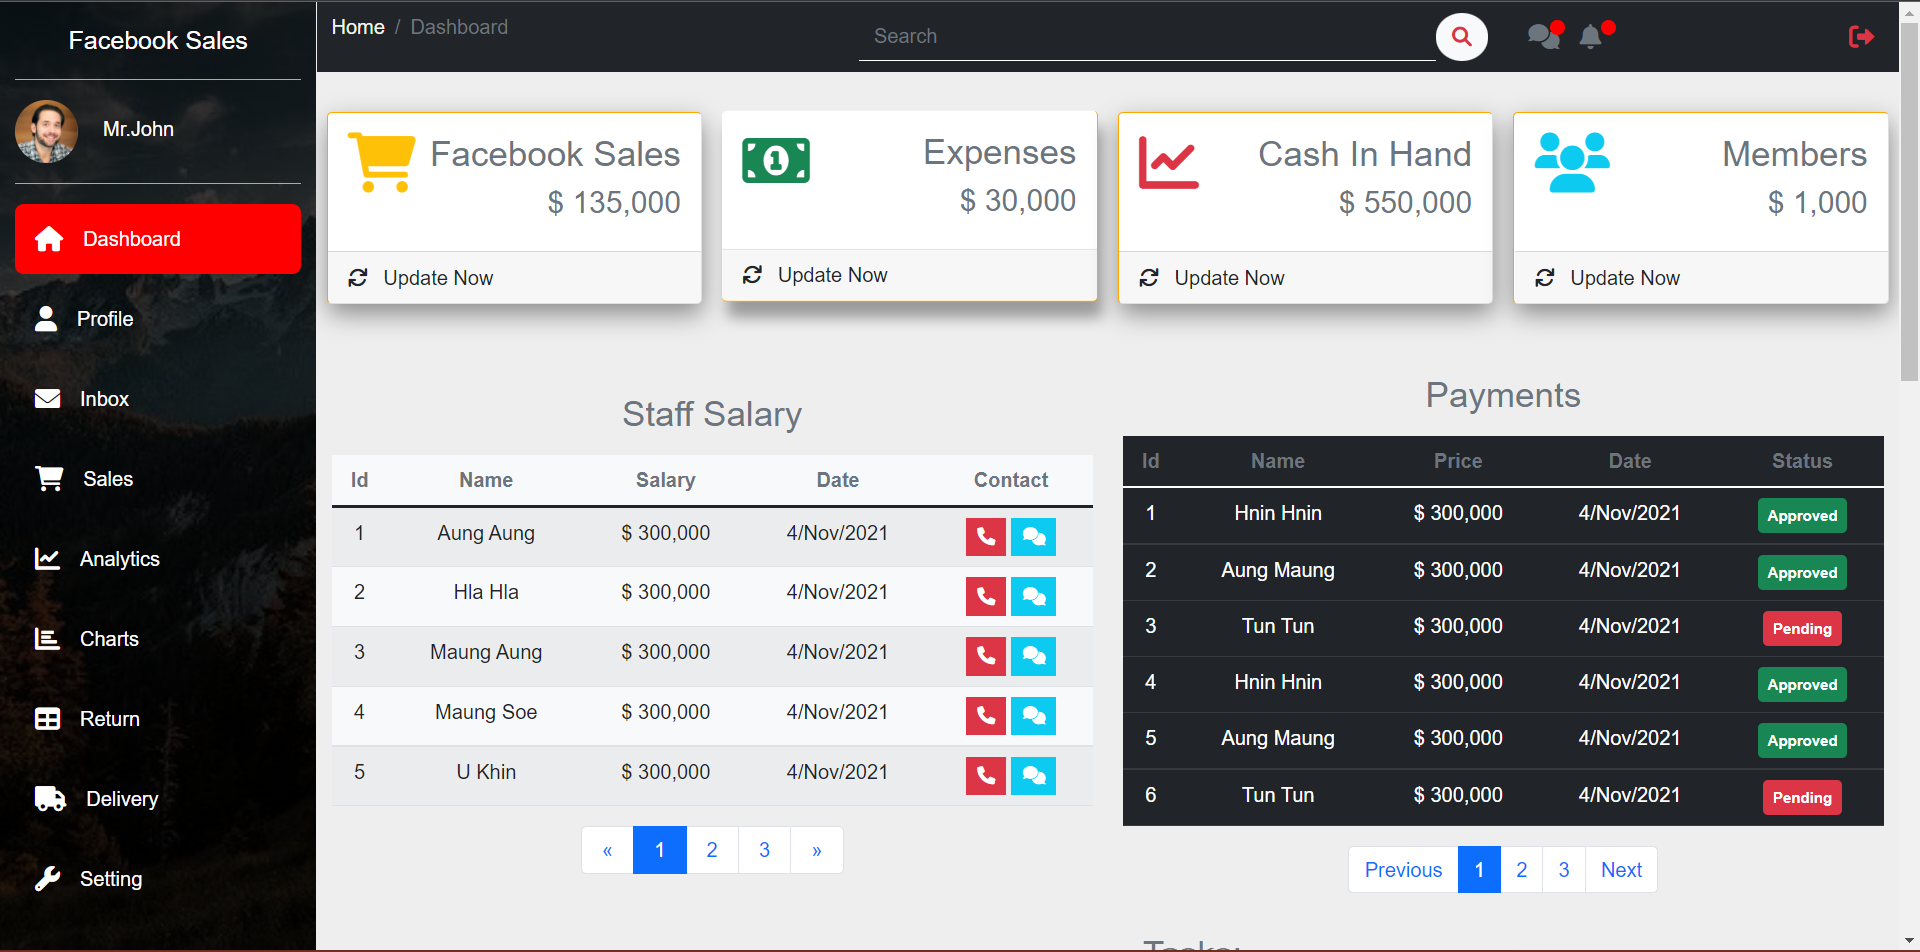 Facebook Sales
Mr.John
Dashboard
Profile
Inbox
Sales
Analytics
Charts
Return
Delivery
Setting
Home / Dashboard
Search
Facebook Sales
$ 135,000
Update Now
Expenses
$ 30,000
Update Now
Cash In Hand
$ 550,000
Update Now
Members
$ 1,000
Update Now
Staff Salary
Id Name Salary Date Contact
1 Aung Aung $ 300,000 4/Nov/2021
2 Hla Hla $ 300,000 4/Nov/2021
3 Maung Aung $ 300,000 4/Nov/2021
4 Maung Soe $ 300,000 4/Nov/2021
5 U Khin $ 300,000 4/Nov/2021
« 1 2 3 »
Payments
Id Name Price Date Status
1 Hnin Hnin $ 300,000 4/Nov/2021 Approved
2 Aung Maung $ 300,000 4/Nov/2021 Approved
3 Tun Tun $ 300,000 4/Nov/2021 Pending
4 Hnin Hnin $ 300,000 4/Nov/2021 Approved
5 Aung Maung $ 300,000 4/Nov/2021 Approved
6 Tun Tun $ 300,000 4/Nov/2021 Pending
Previous 1 2 3 Next